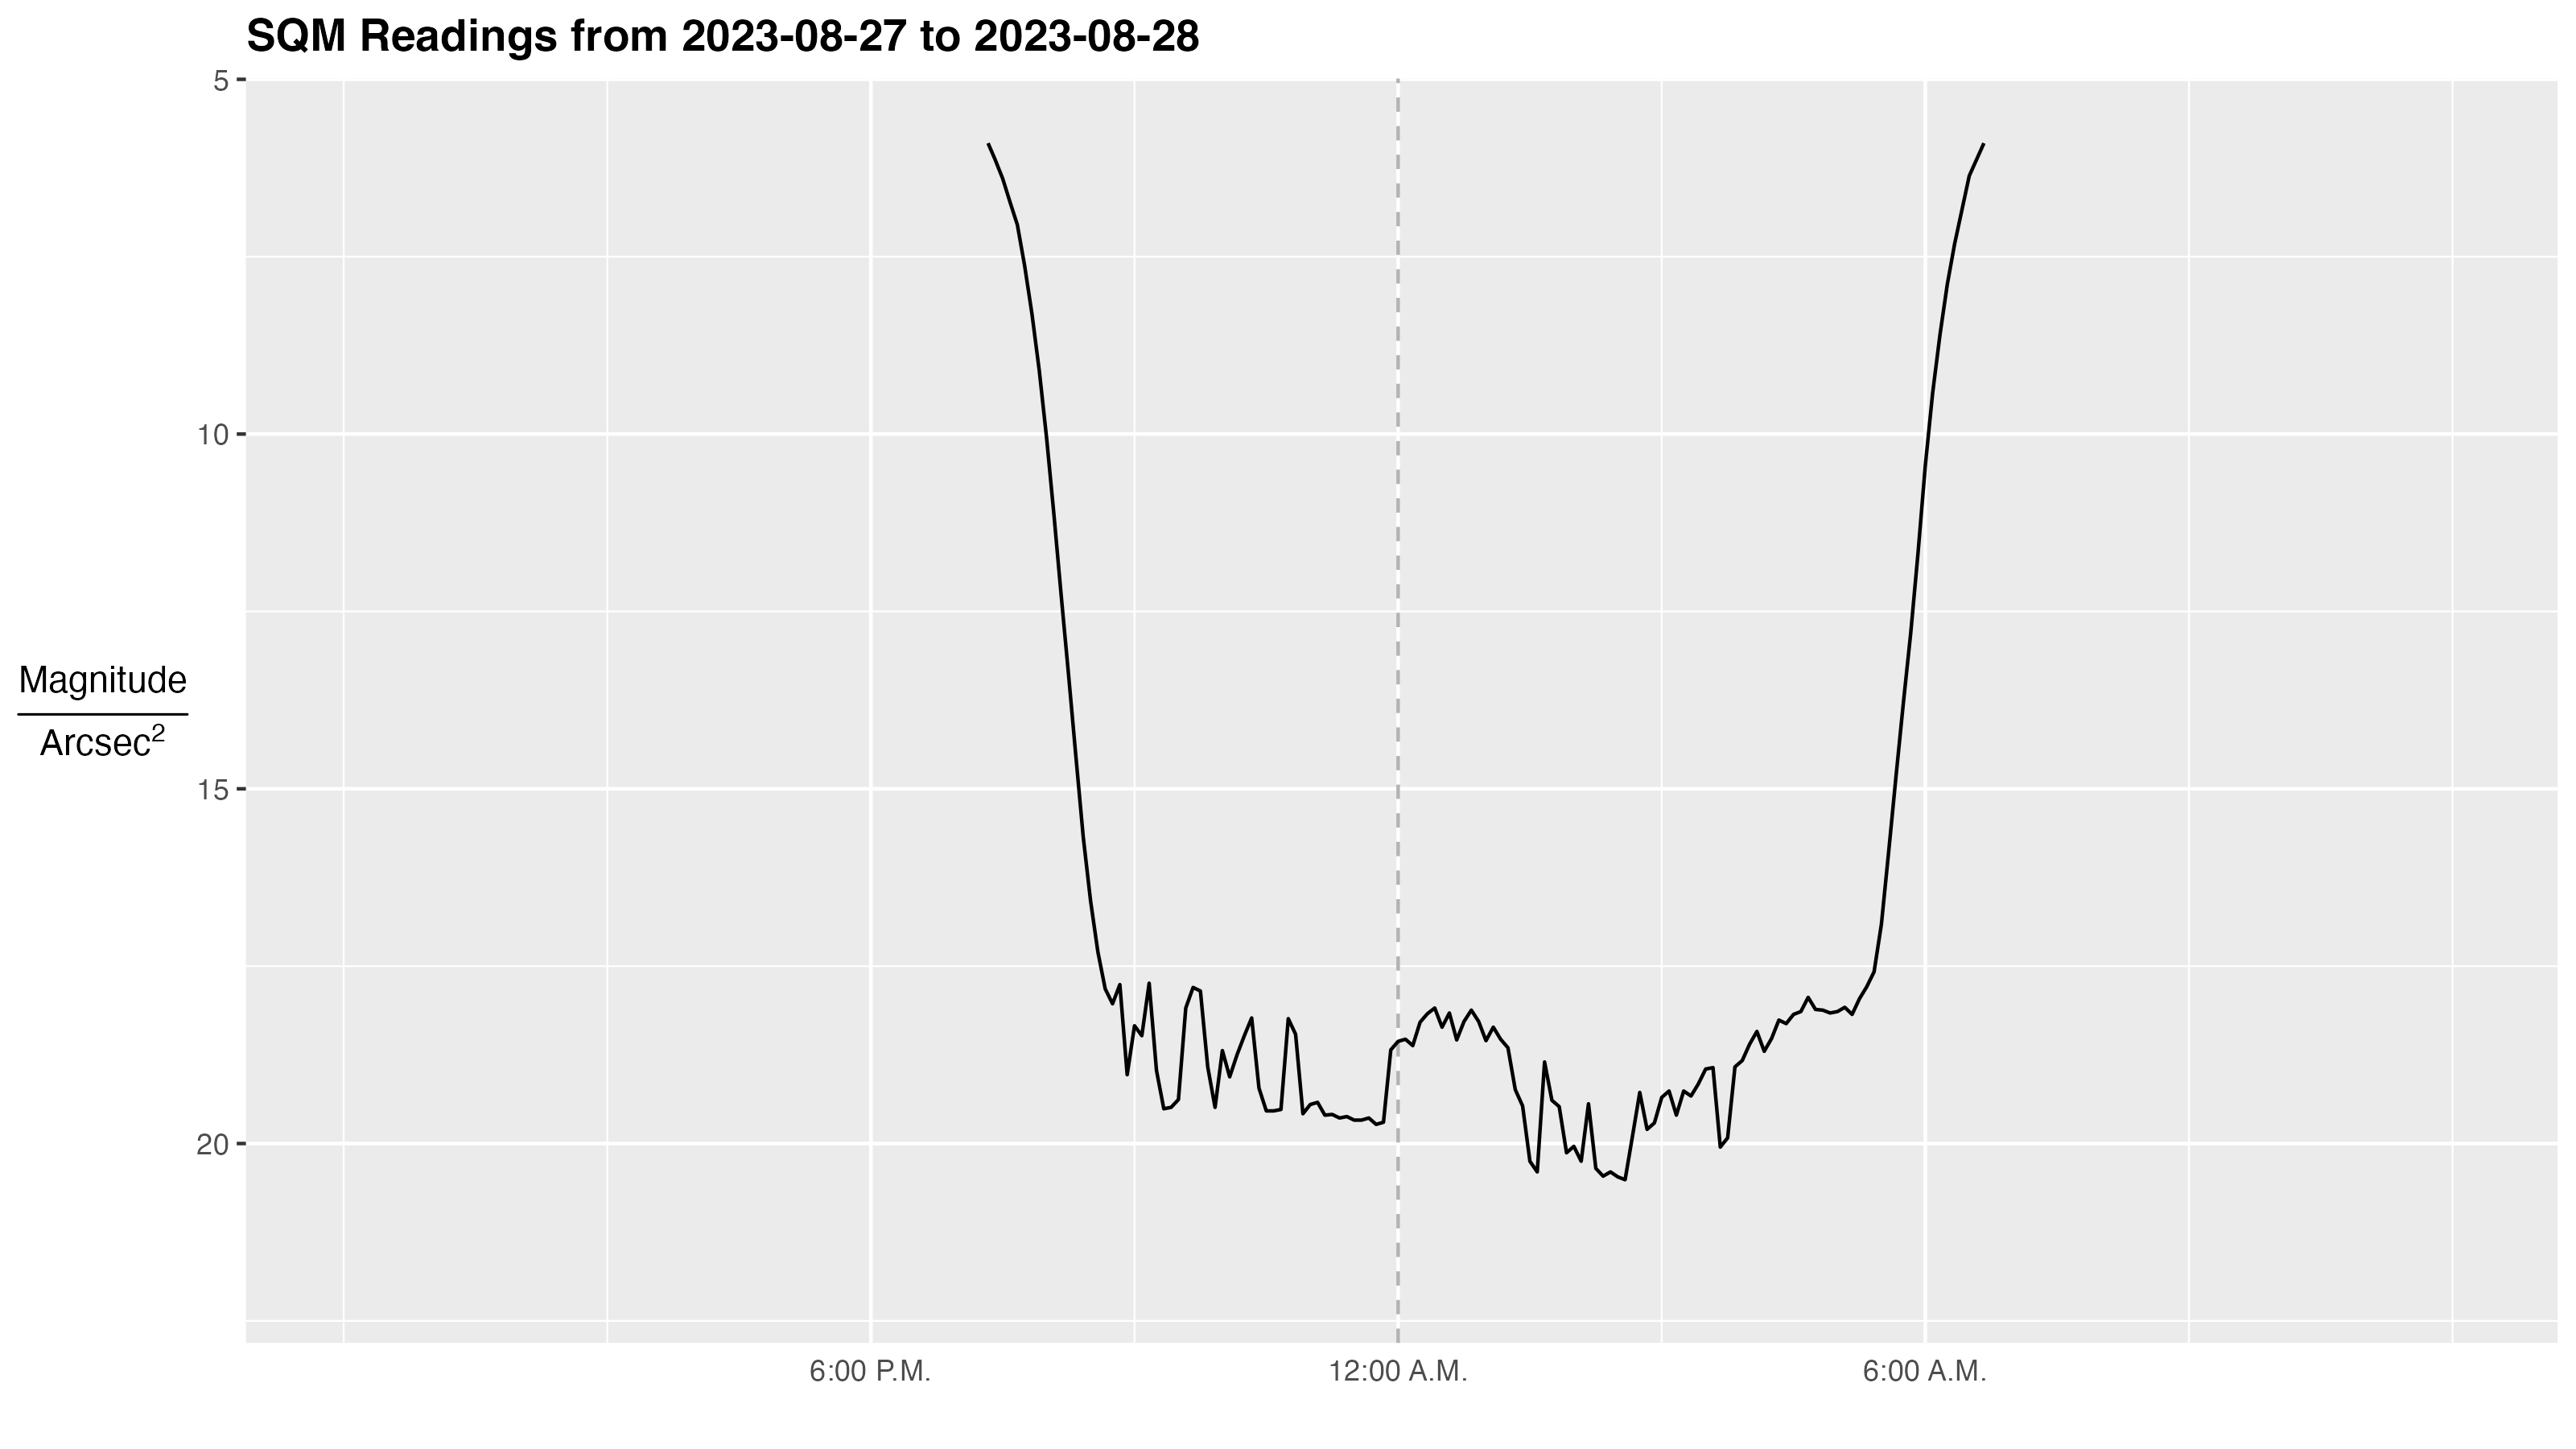 SQM Readings from 2023-08-27 to 2023-08-28
5
10
Magnitude
Arcsec²
15
20
6:00 P.M. 12:00 A.M. 6:00 A.M.